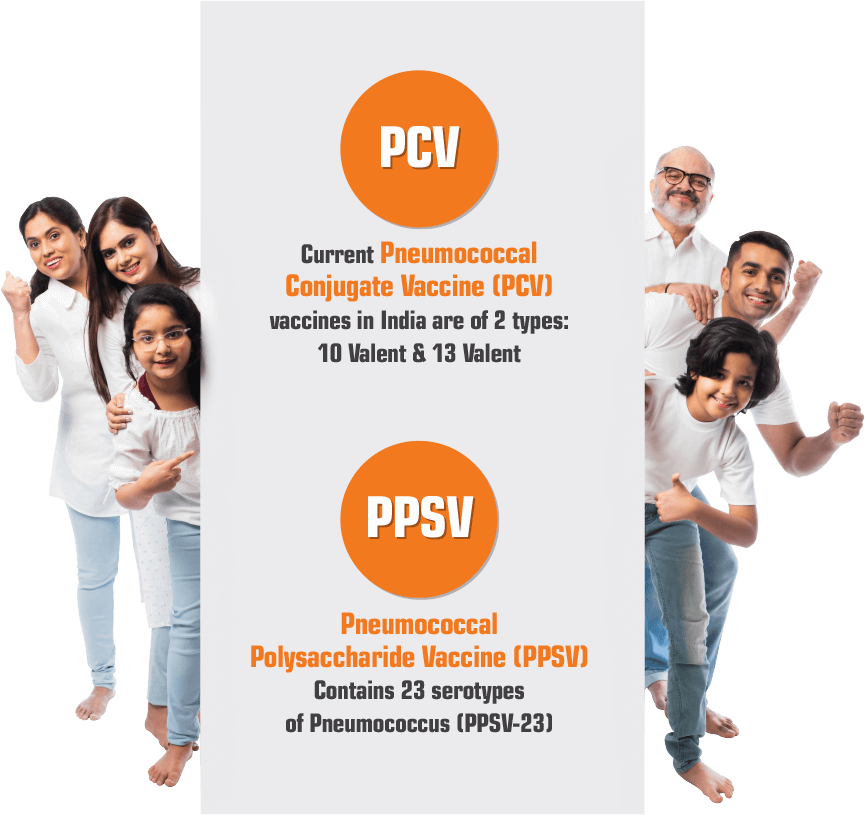 PCV
Current Pneumococcal
Conjugate Vaccine (PCV)
vaccines in India are of 2 types:
10 Valent & 13 Valent
PPSV
Pneumococcal
Polysaccharide Vaccine (PPSV)
Contains 23 serotypes
of Pneumococcus (PPSV-23)